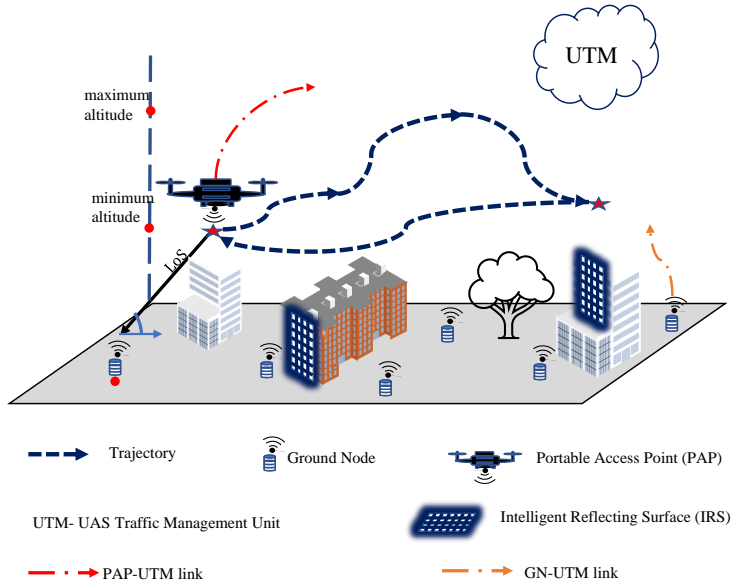 UTM
maximum
altitude
minimum
altitude
LoS
Trajectory
Ground Node
Portable Access Point (PAP)
UTM- UAS Traffic Management Unit
Intelligent Reflecting Surface (IRS)
PAP-UTM link
GN-UTM link